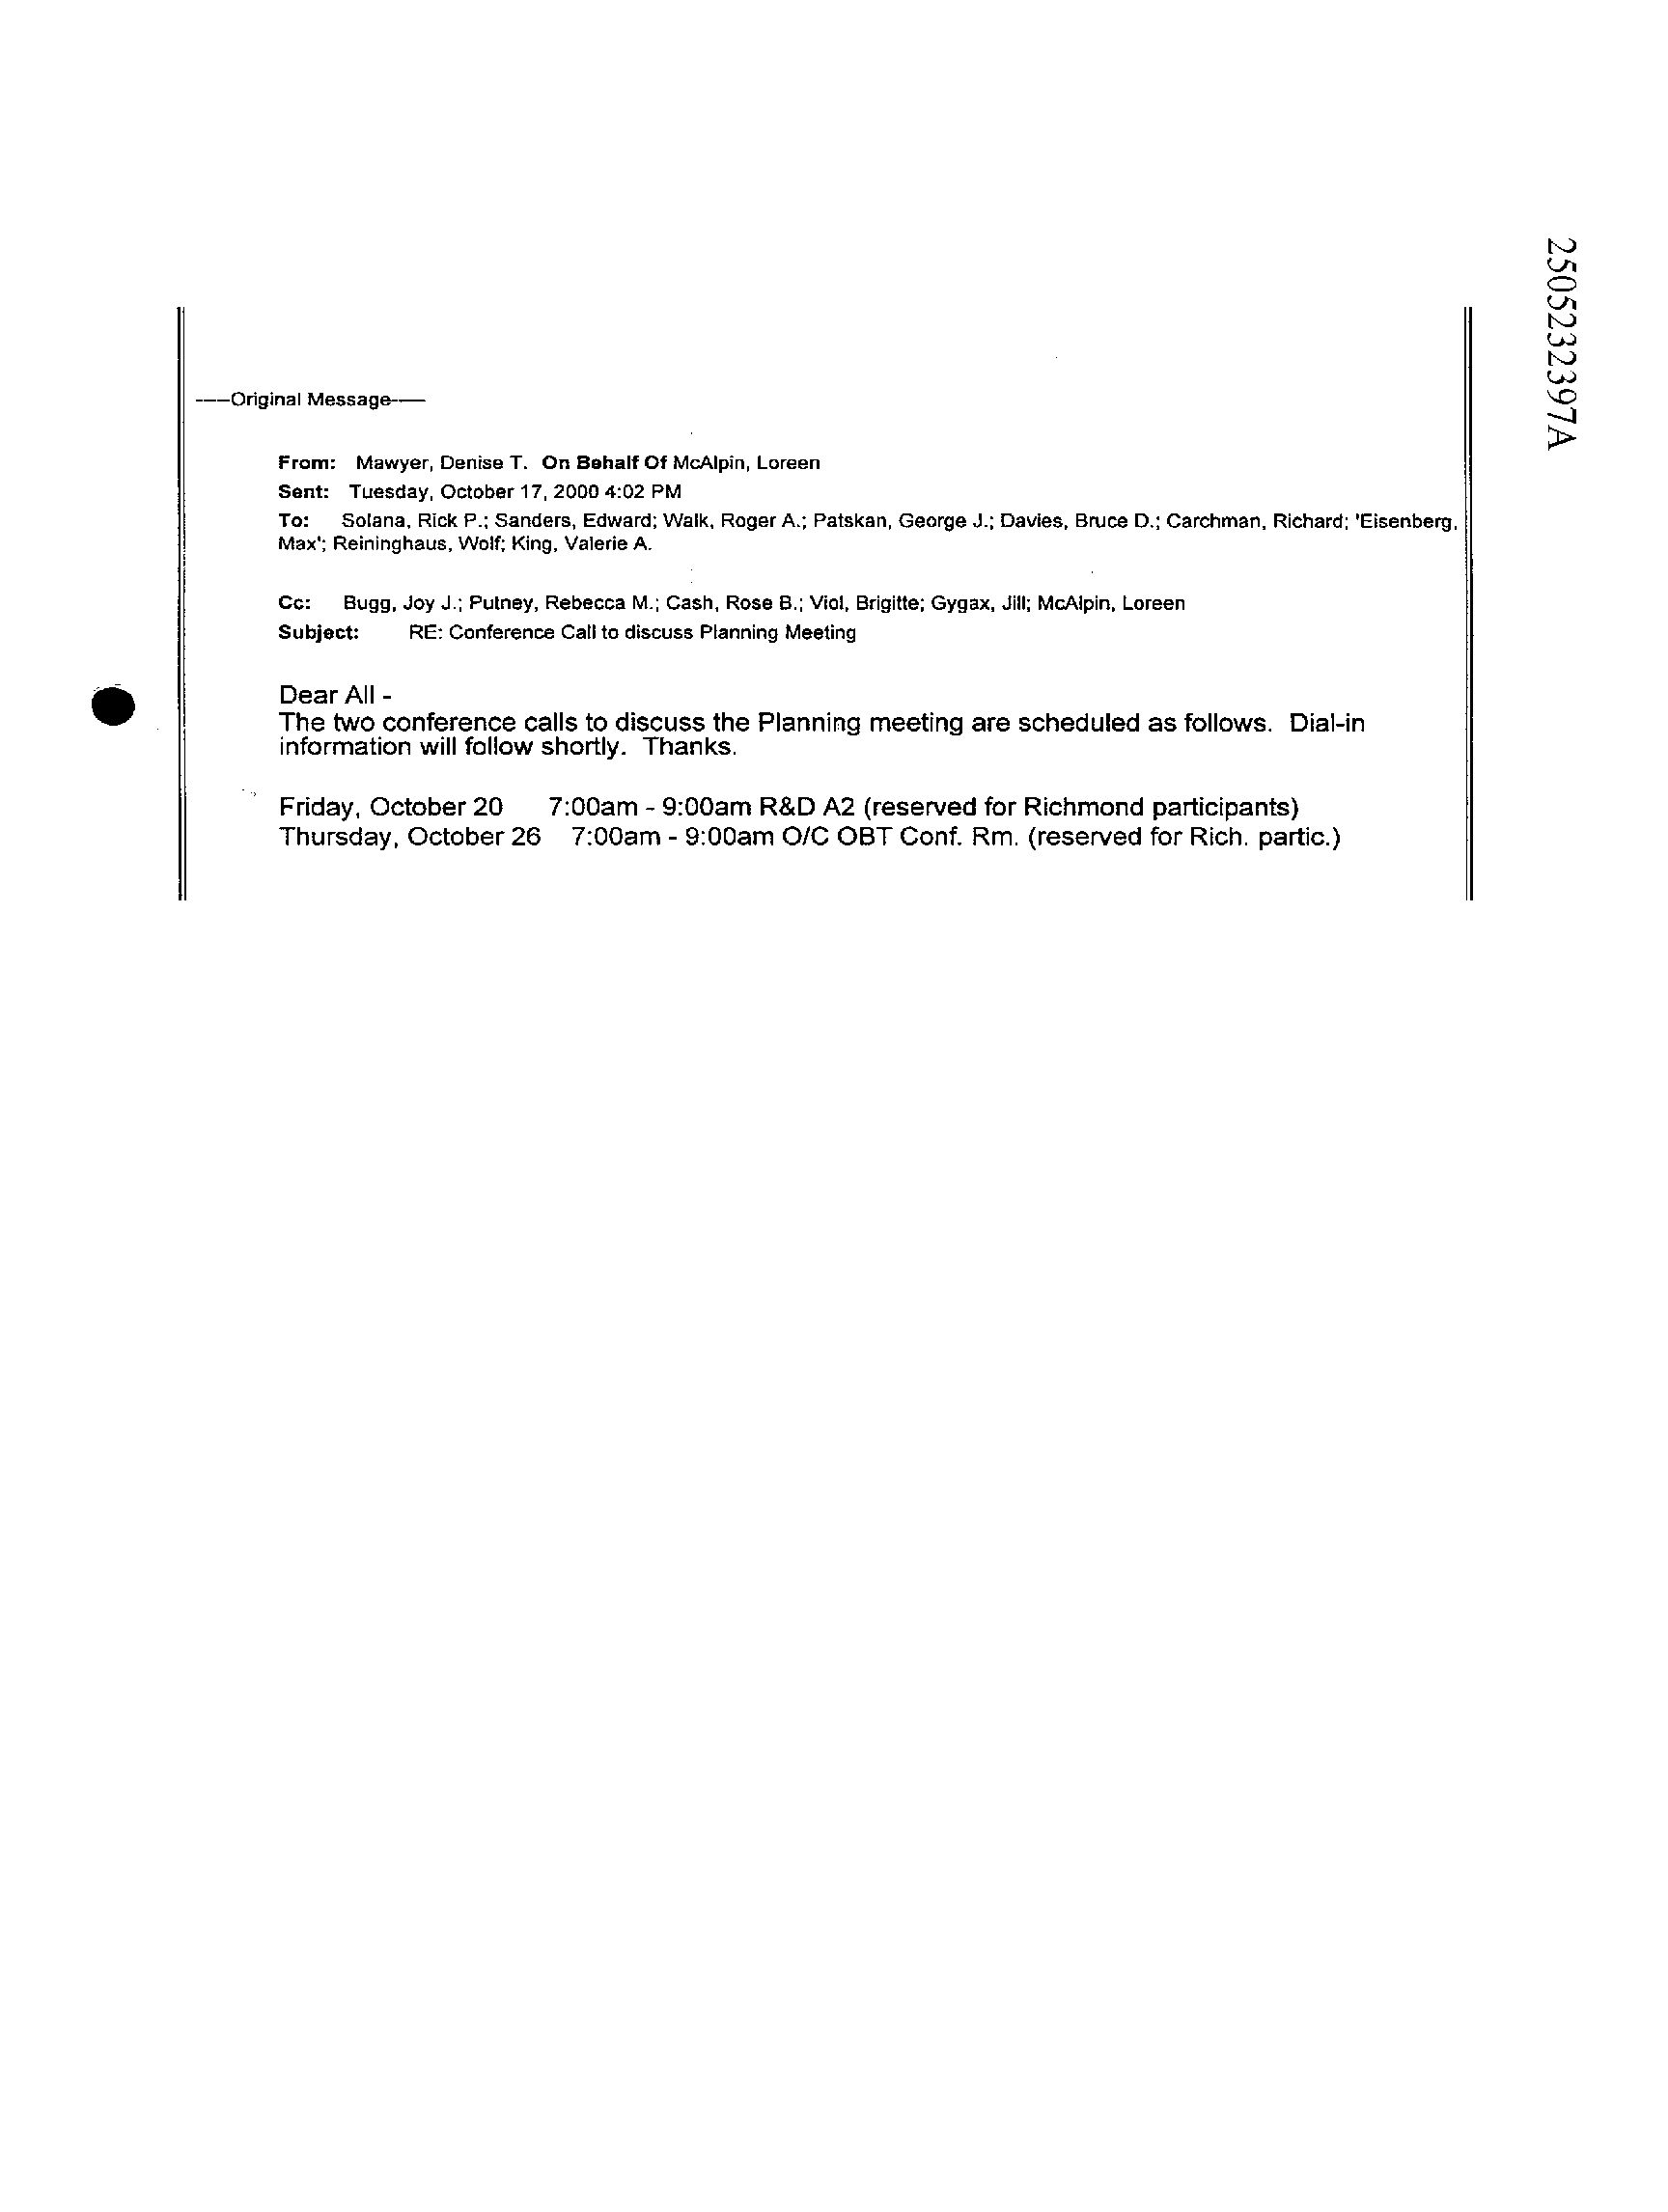 2505232397A
-----Original Message-----
From: Mawyer, Denise T. On Behalf Of McAlpin, Loreen
Sent: Tuesday, October 17, 2000 4:02 PM
To: Solana, Rick P.; Sanders, Edward; Walk, Roger A.; Patskan, George J.; Davies, Bruce D.; Carchman, Richard; 'Eisenberg,
Max'; Reininghaus, Wolf; King, Valerie A.
Cc: Bugg, Joy J.; Putney, Rebecca M.; Cash, Rose B.; Viol, Brigitte; Gygax, Jill; McAlpin, Loreen
Subject: RE: Conference Call to discuss Planning Meeting
Dear All -
The two conference calls to discuss the Planning meeting are scheduled as follows. Dial-in
information will follow shortly. Thanks.
Friday, October 20 7:00am - 9:00am R&D A2 (reserved for Richmond participants)
Thursday, October 26 7:00am - 9:00am O/C OBT Conf. Rm. (reserved for Rich. partic.)